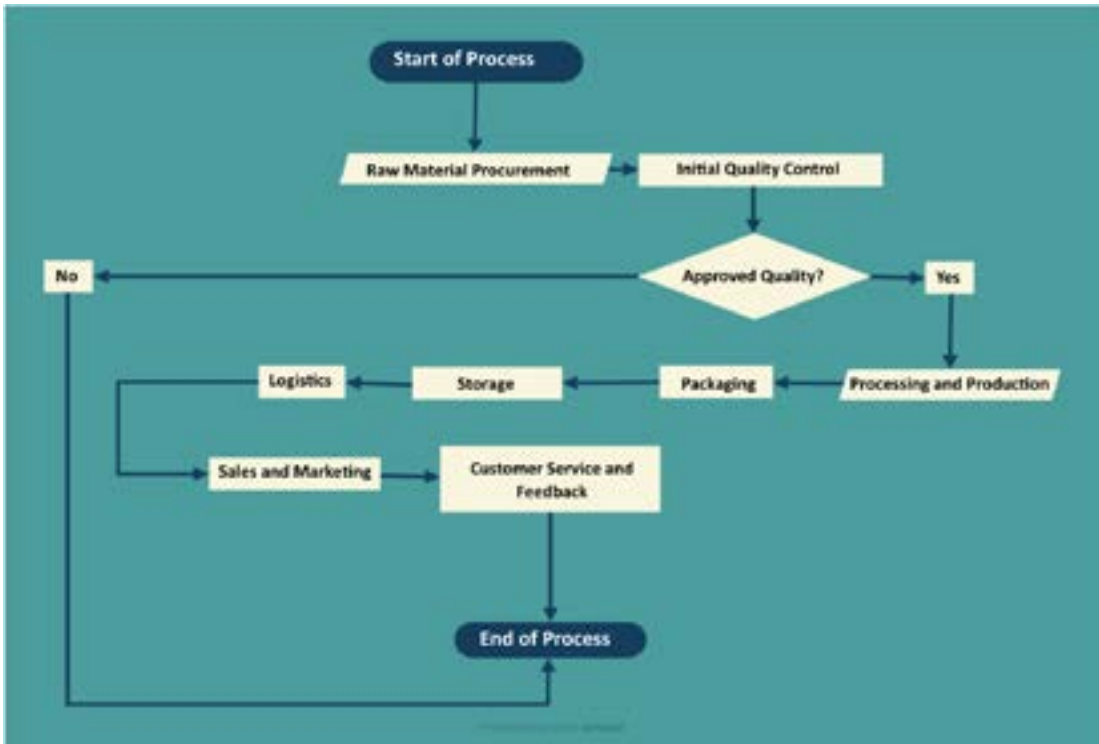 Start of Process
Raw Material Procurement
Initial Quality Control
Approved Quality?
No
Yes
Processing and Production
Packaging
Storage
Logistics
Sales and Marketing
Customer Service and
Feedback
End of Process